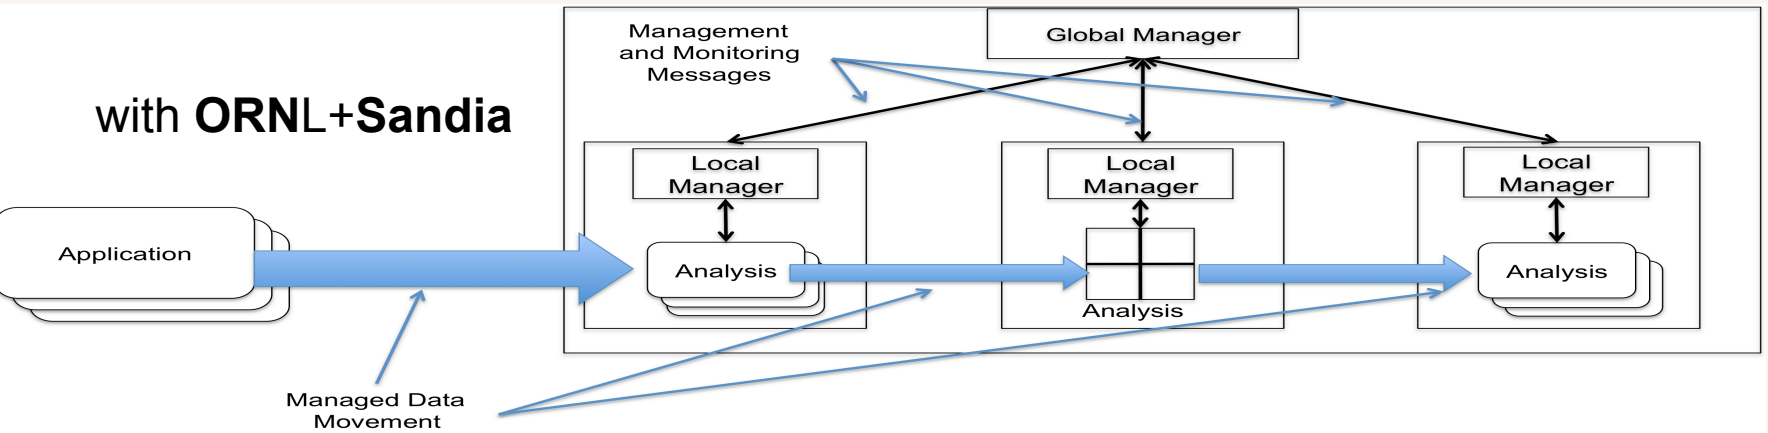 Management
and Monitoring
Messages
Global Manager
with ORNL+Sandia
Local
Manager
Local
Manager
Local
Manager
Application
Analysis
Analysis
Analysis
Managed Data
Movement